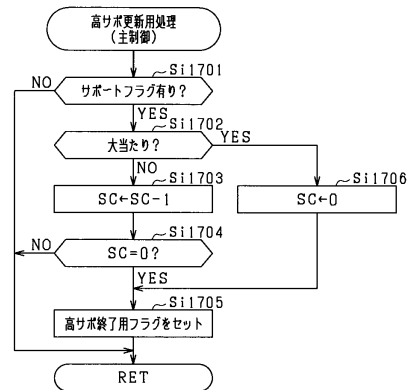 高サポ更新用処理
(主制御)
Si1701
サポートフラグ有り?
NO
YES
Si1702
大当たり?
YES
NO
Si1703
SC←SC-1
Si1706
SC←0
Si1704
SC=0?
NO
YES
Si1705
高サポ終了用フラグをセット
RET